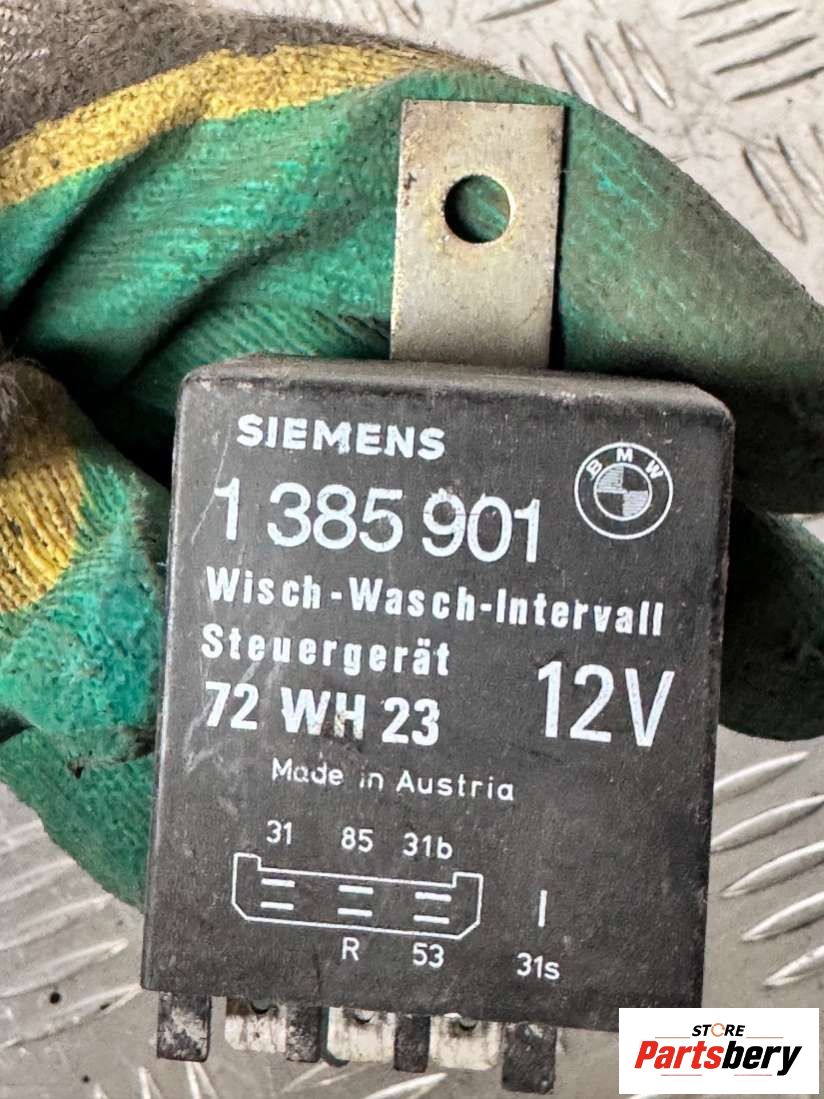 SIEMENS
BMW
1 385 901
Wisch-Wasch-Intervall
Steuergerät
12V
72 WH 23
Made in Austria
31 85 31b
R 53 31s
STORE
Partsbery